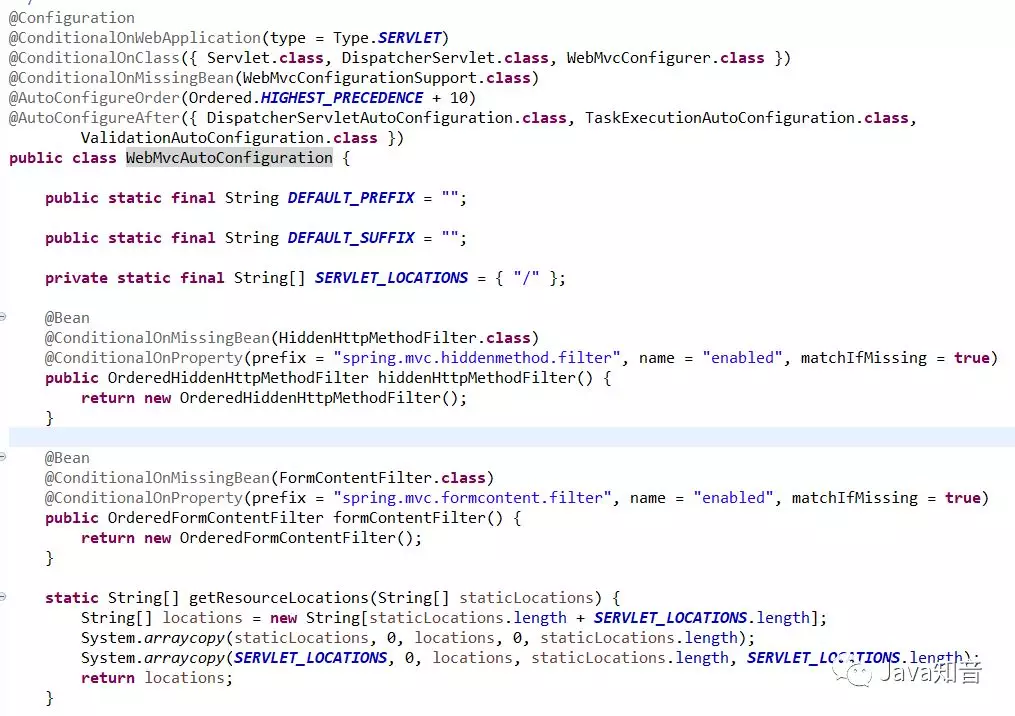 @Configuration
@ConditionalOnWebApplication(type = Type.SERVLET)
@ConditionalOnClass({ Servlet.class, DispatcherServlet.class, WebMvcConfigurer.class })
@ConditionalOnMissingBean(WebMvcConfigurationSupport.class)
@AutoConfigureOrder(Ordered.HIGHEST_PRECEDENCE + 10)
@AutoConfigureAfter({ DispatcherServletAutoConfiguration.class, TaskExecutionAutoConfiguration.class,
ValidationAutoConfiguration.class })
public class WebMvcAutoConfiguration {
public static final String DEFAULT_PREFIX = "";
public static final String DEFAULT_SUFFIX = "";
private static final String[] SERVLET_LOCATIONS = { "/" };
@Bean
@ConditionalOnMissingBean(HiddenHttpMethodFilter.class)
@ConditionalOnProperty(prefix = "spring.mvc.hiddenmethod.filter", name = "enabled", matchIfMissing = true)
public OrderedHiddenHttpMethodFilter hiddenHttpMethodFilter() {
return new OrderedHiddenHttpMethodFilter();
}
@Bean
@ConditionalOnMissingBean(FormContentFilter.class)
@ConditionalOnProperty(prefix = "spring.mvc.formcontent.filter", name = "enabled", matchIfMissing = true)
public OrderedFormContentFilter formContentFilter() {
return new OrderedFormContentFilter();
}
static String[] getResourceLocations(String[] staticLocations) {
String[] locations = new String[staticLocations.length + SERVLET_LOCATIONS.length];
System.arraycopy(staticLocations, 0, locations, 0, staticLocations.length);
System.arraycopy(SERVLET_LOCATIONS, 0, locations, staticLocations.length, SERVLET_LOCATIONS.length);
return locations;
Java知音
}